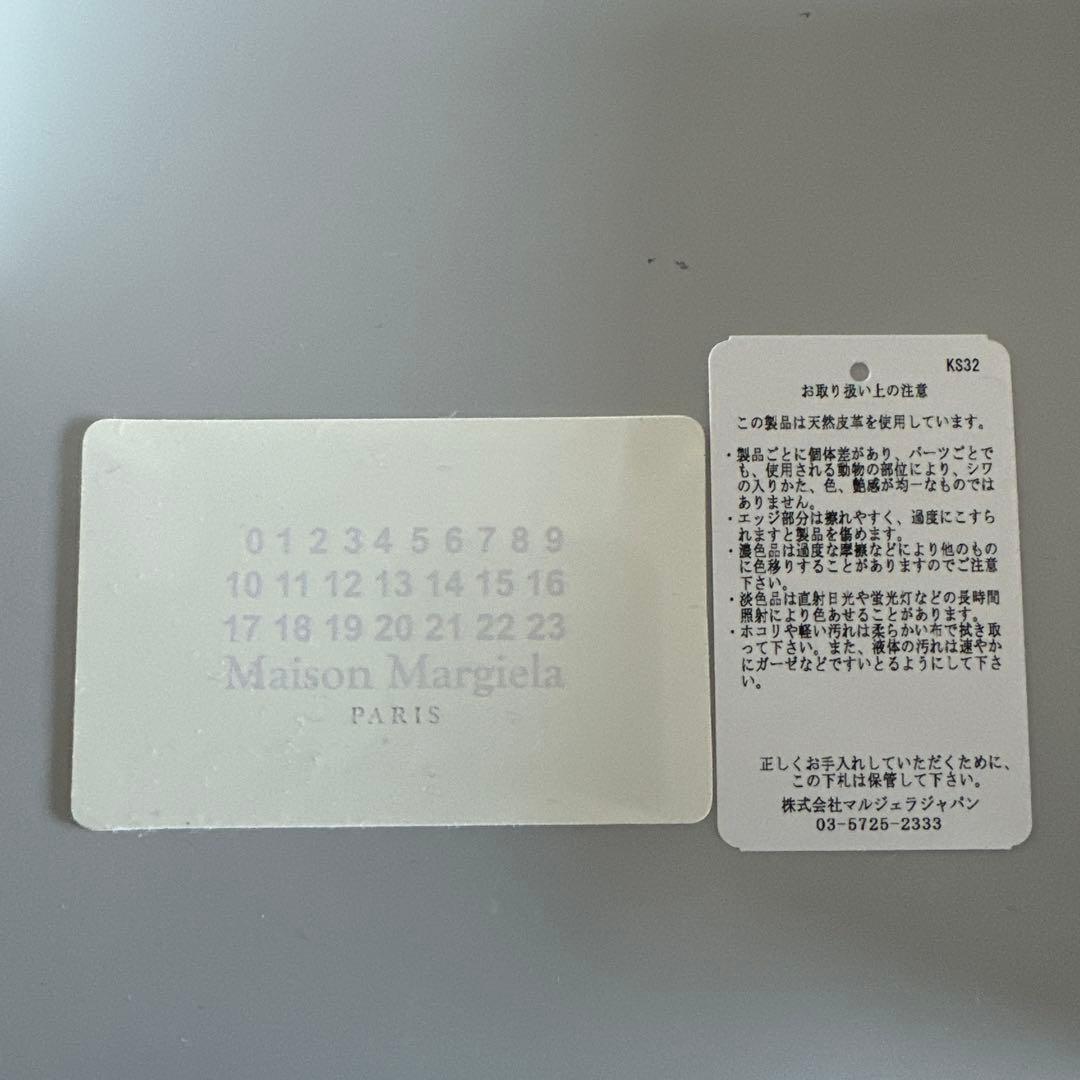 0 1 2 3 4 5 6 7 8 9
10 11 12 13 14 15 16
17 18 19 20 21 22 23
Maison Margiela
PARIS
KS32
お取り扱い上の注意
この製品は天然皮革を使用しています。
・製品ごとに個体差があり、パーツごとで
も、使用される動物の部位により、シワ
の入りかた、色、艶感が均一なものでは
ありません。
・エッジ部分は擦れやすく、過度にこすら
れますと製品を傷めます。
・濃色品は過度な摩擦などにより他のもの
に色移りすることがありますのでご注意
下さい。
・淡色品は直射日光や蛍光灯などの長時間
照射により色あせることがあります。
・ホコリや軽い汚れは柔らかい布で拭き取
って下さい。また、液体の汚れは速やか
にガーゼなどですいとるようにして下さ
い。
正しくお手入れしていただくために、
この下札は保管して下さい。
株式会社マルジェラジャパン
03-5725-2333